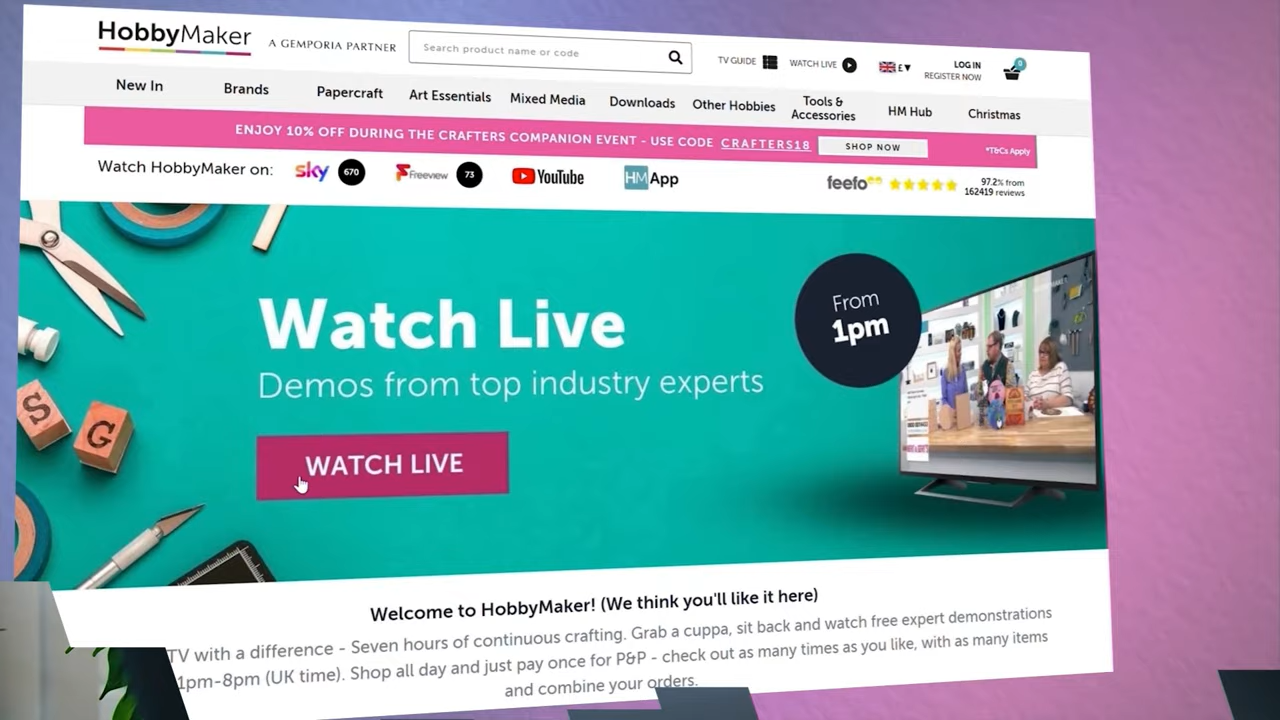 HobbyMaker
A GEMPORIA PARTNER
Search product name or code
TV GUIDE
WATCH LIVE
£
LOG IN
REGISTER NOW
0
New In
Brands
Papercraft
Art Essentials
Mixed Media
Downloads
Other Hobbies
Tools &
Accessories
HM Hub
Christmas
ENJOY 10% OFF DURING THE CRAFTERS COMPANION EVENT - USE CODE CRAFTERS18
SHOP NOW
*T&Cs Apply
Watch HobbyMaker on:
sky
670
Freeview
73
YouTube
HM App
feefo
97.2% from
162419 reviews
S
G
Watch Live
Demos from top industry experts
WATCH LIVE
From
1pm
Welcome to HobbyMaker! (We think you'll like it here)
TV with a difference - Seven hours of continuous crafting. Grab a cuppa, sit back and watch free expert demonstrations
1pm-8pm (UK time). Shop all day and just pay once for P&P - check out as many times as you like, with as many items
and combine your orders.